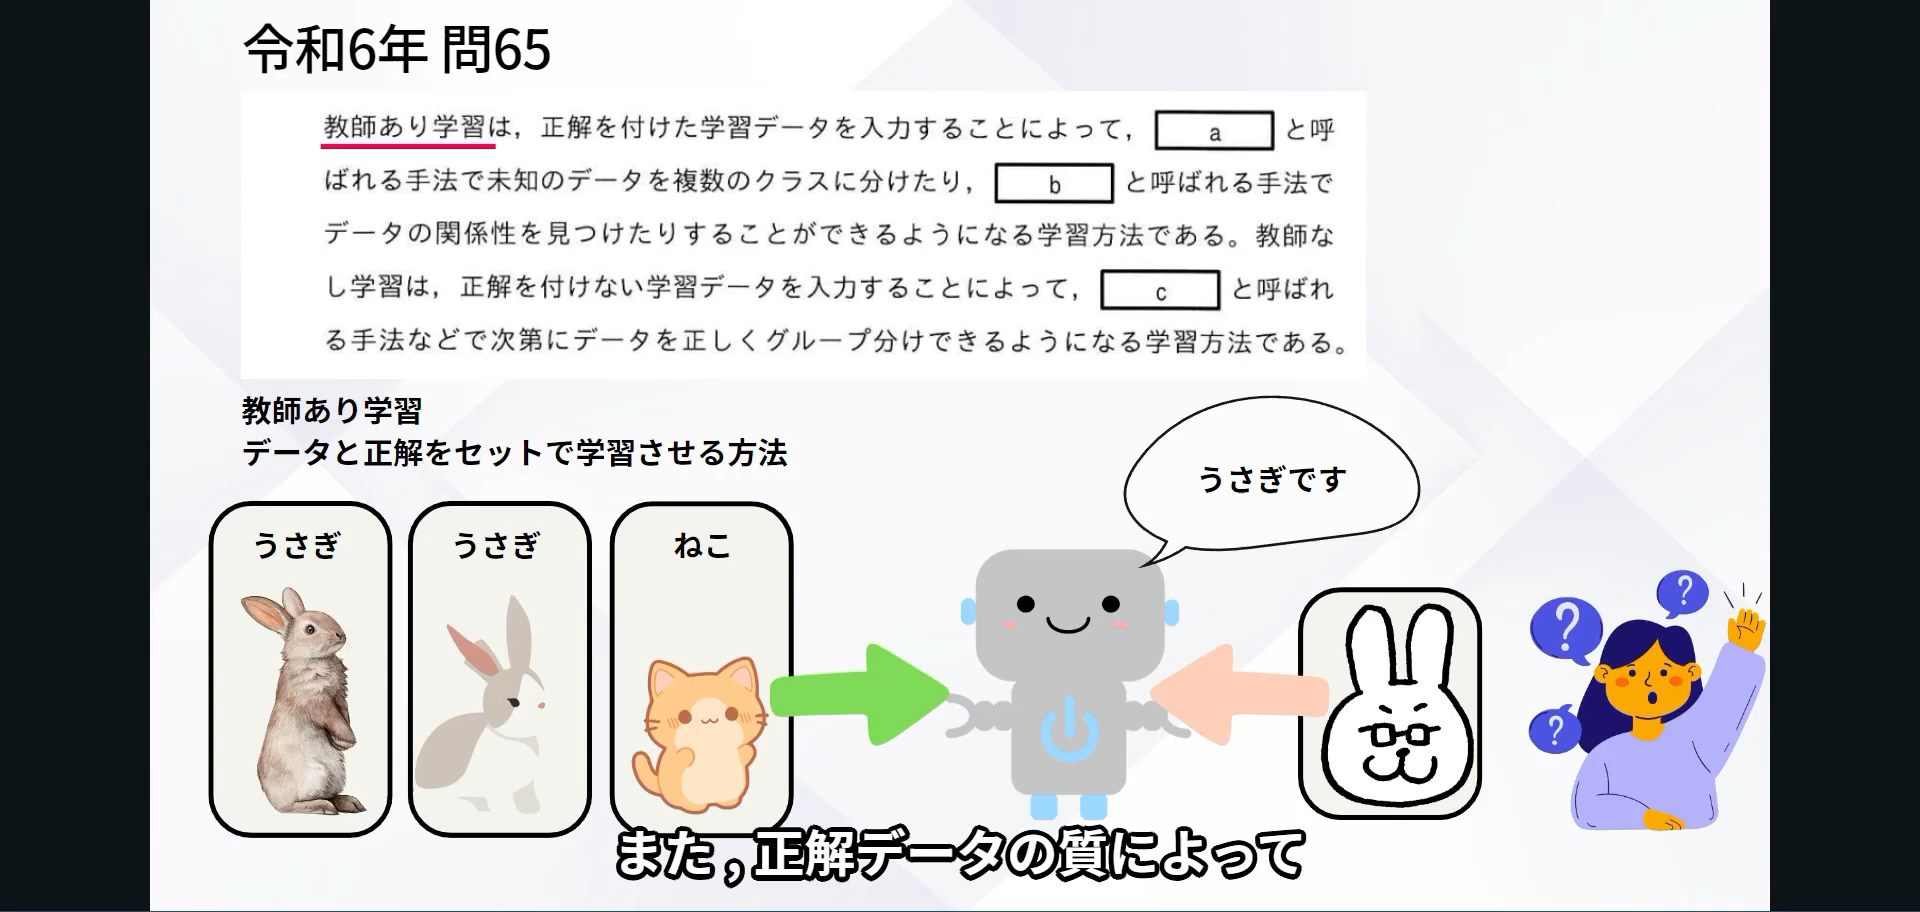 令和6年 問65
教師あり学習は，正解を付けた学習データを入力することによって， a と呼
ばれる手法で未知のデータを複数のクラスに分けたり， b と呼ばれる手法で
データの関係性を見つけたりすることができるようになる学習方法である。教師な
し学習は，正解を付けない学習データを入力することによって， c と呼ばれ
る手法などで次第にデータを正しくグループ分けできるようになる学習方法である。
教師あり学習
データと正解をセットで学習させる方法
うさぎです
うさぎ
うさぎ
ねこ
?
?
?
また,正解データの質によって